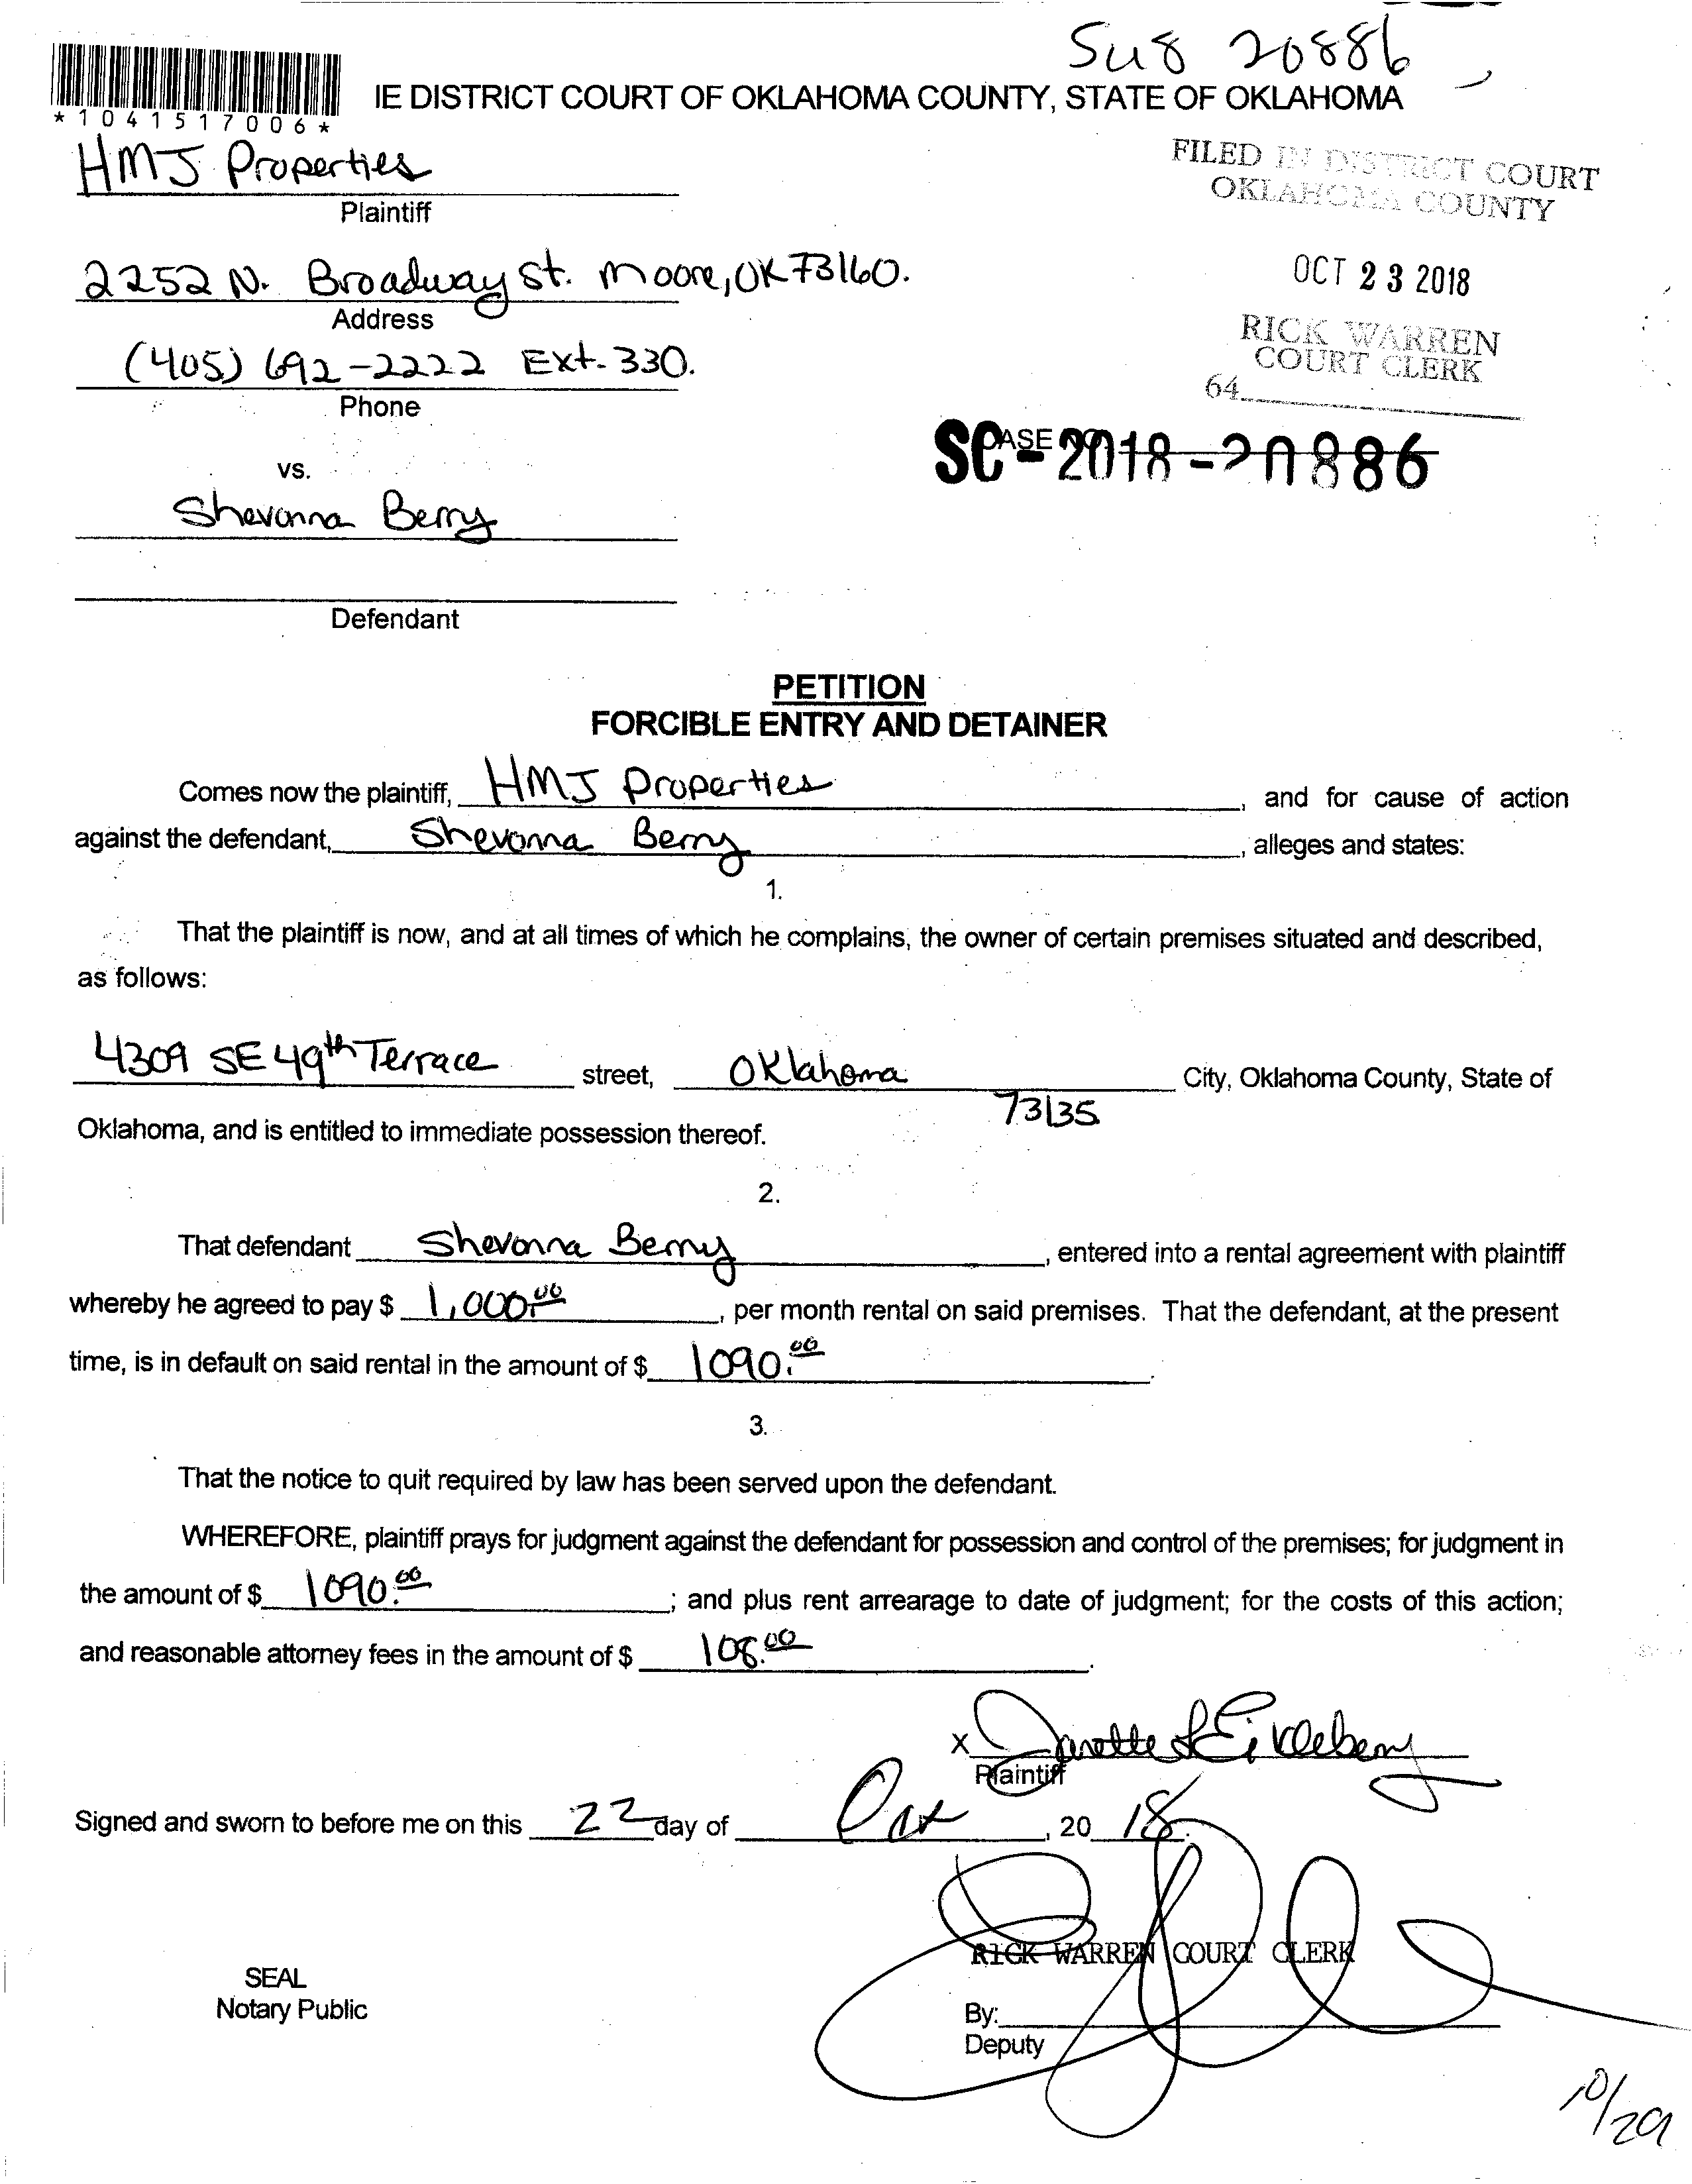 Su8 20886
*1041517006*
IE DISTRICT COURT OF OKLAHOMA COUNTY, STATE OF OKLAHOMA
HMJ Properties
Plaintiff
FILED IN DISTRICT COURT
OKLAHOMA COUNTY
2252 N. Broadway St. Moore, OK 73160.
Address
OCT 23 2018
(405) 692-2222 Ext. 330.
Phone
RICK WARREN
COURT CLERK
64
SC-2018-20886
vs.
Shevonna Berry
Defendant
PETITION
FORCIBLE ENTRY AND DETAINER
Comes now the plaintiff, HMJ Properties, and for cause of action
against the defendant, Shevonna Berry, alleges and states:
1.
That the plaintiff is now, and at all times of which he complains, the owner of certain premises situated and described,
as follows:
4309 SE 49th Terrace street, Oklahoma City, Oklahoma County, State of
73135
Oklahoma, and is entitled to immediate possession thereof.
2.
That defendant Shevonna Berry, entered into a rental agreement with plaintiff
whereby he agreed to pay $ 1,000.00, per month rental on said premises. That the defendant, at the present
time, is in default on said rental in the amount of $ 1090.00.
3.
That the notice to quit required by law has been served upon the defendant.
WHEREFORE, plaintiff prays for judgment against the defendant for possession and control of the premises; for judgment in
the amount of $ 1090.00; and plus rent arrearage to date of judgment; for the costs of this action;
and reasonable attorney fees in the amount of $ 108.00.
x Janette L Eikleberry
Plaintiff
Signed and sworn to before me on this 22 day of Oct, 2018.
RICK WARREN COURT CLERK
SEAL
Notary Public
By:
Deputy
10/29